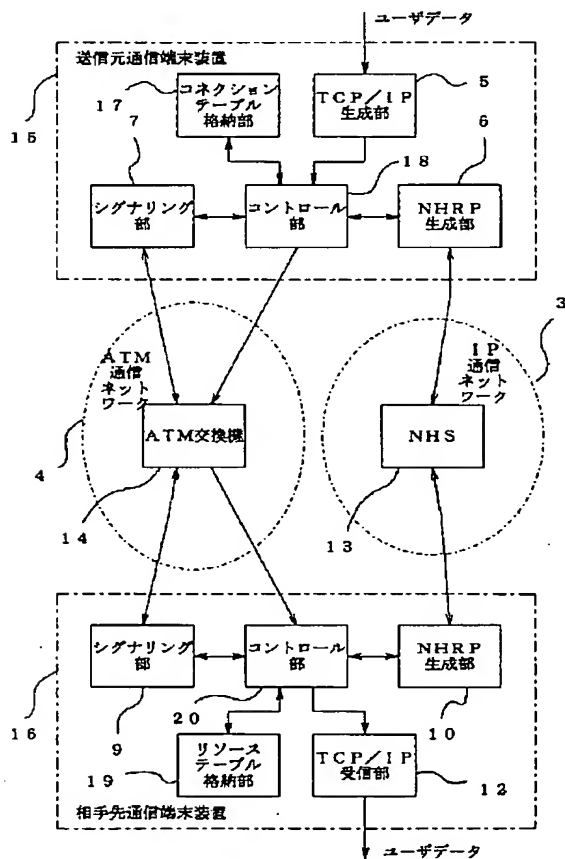 ユーザデータ
送信元通信端末装置
5
17
コネクション
テーブル
格納部
TCP／IP
生成部
15
7
6
18
シグナリング
部
コントロール
部
NHRP
生成部
3
ATM
通信
ネット
ワーク
IP
通信
ネット
ワーク
ATM交換機
NHS
4
14
13
シグナリング
部
コントロール
部
NHRP
生成部
16
9
20
10
リソース
テーブル
格納部
TCP／IP
受信部
19
12
相手先通信端末装置
ユーザデータ